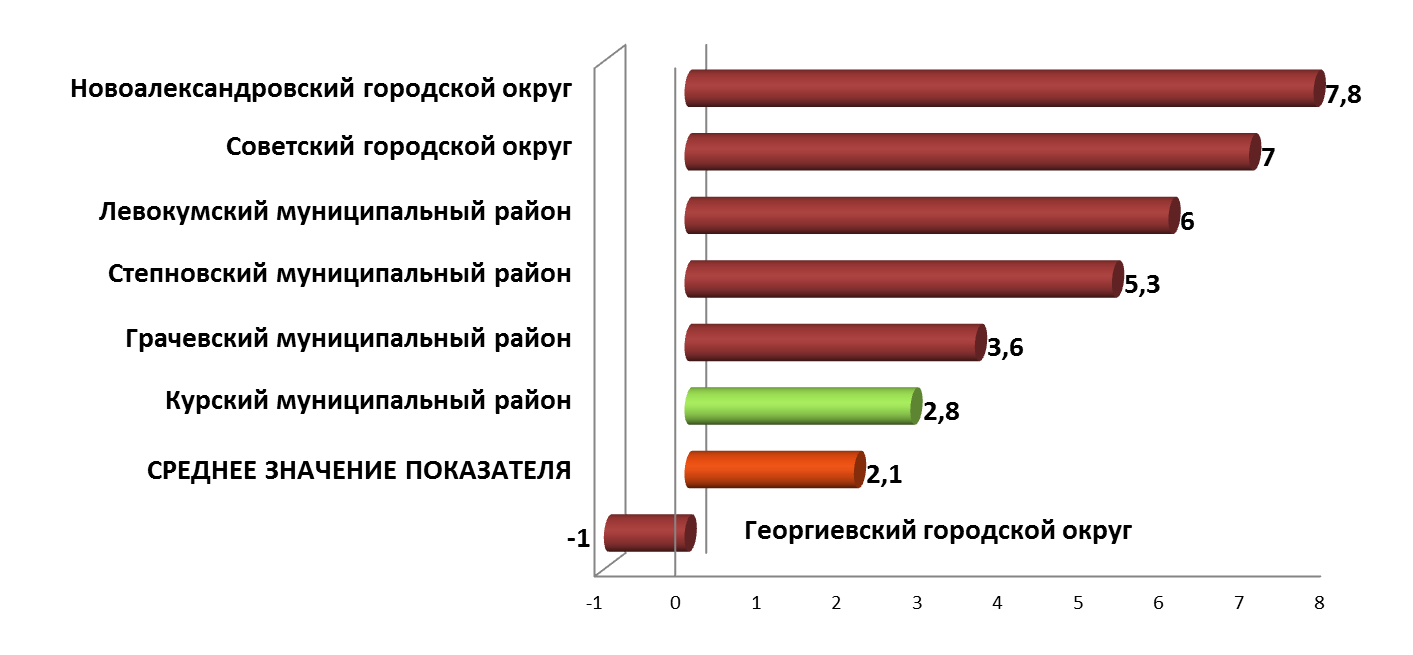 Новоалександровский городской округ
7,8
Советский городской округ
7
Левокумский муниципальный район
6
Степновский муниципальный район
5,3
Грачевский муниципальный район
3,6
Курский муниципальный район
2,8
СРЕДНЕЕ ЗНАЧЕНИЕ ПОКАЗАТЕЛЯ
2,1
-1
Георгиевский городской округ
-1 0 1 2 3 4 5 6 7 8